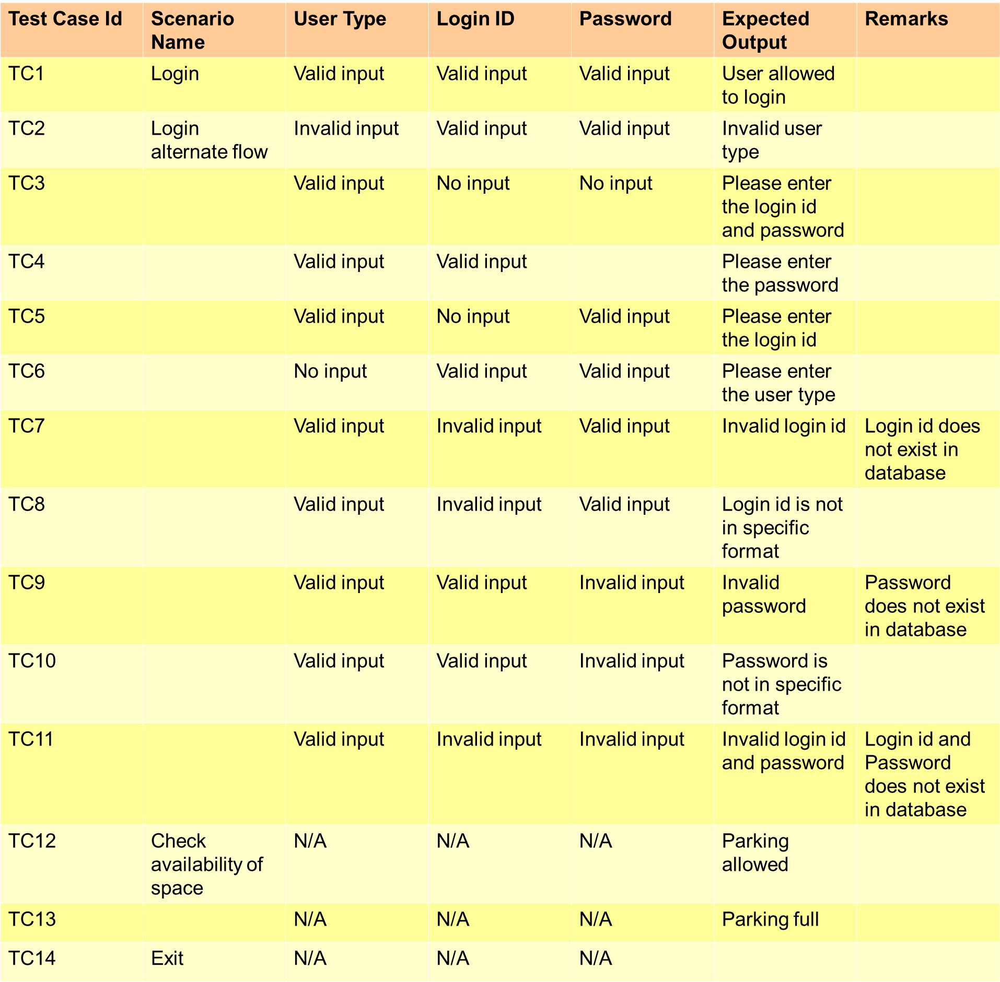 Test Case Id Scenario Name User Type Login ID Password Expected Output Remarks
TC1 Login Valid input Valid input Valid input User allowed to login
TC2 Login alternate flow Invalid input Valid input Valid input Invalid user type
TC3 Valid input No input No input Please enter the login id and password
TC4 Valid input Valid input Please enter the password
TC5 Valid input No input Valid input Please enter the login id
TC6 No input Valid input Valid input Please enter the user type
TC7 Valid input Invalid input Valid input Invalid login id Login id does not exist in database
TC8 Valid input Invalid input Valid input Login id is not in specific format
TC9 Valid input Valid input Invalid input Invalid password Password does not exist in database
TC10 Valid input Valid input Invalid input Password is not in specific format
TC11 Valid input Invalid input Invalid input Invalid login id and password Login id and Password does not exist in database
TC12 Check availability of space N/A N/A N/A Parking allowed
TC13 N/A N/A N/A Parking full
TC14 Exit N/A N/A N/A